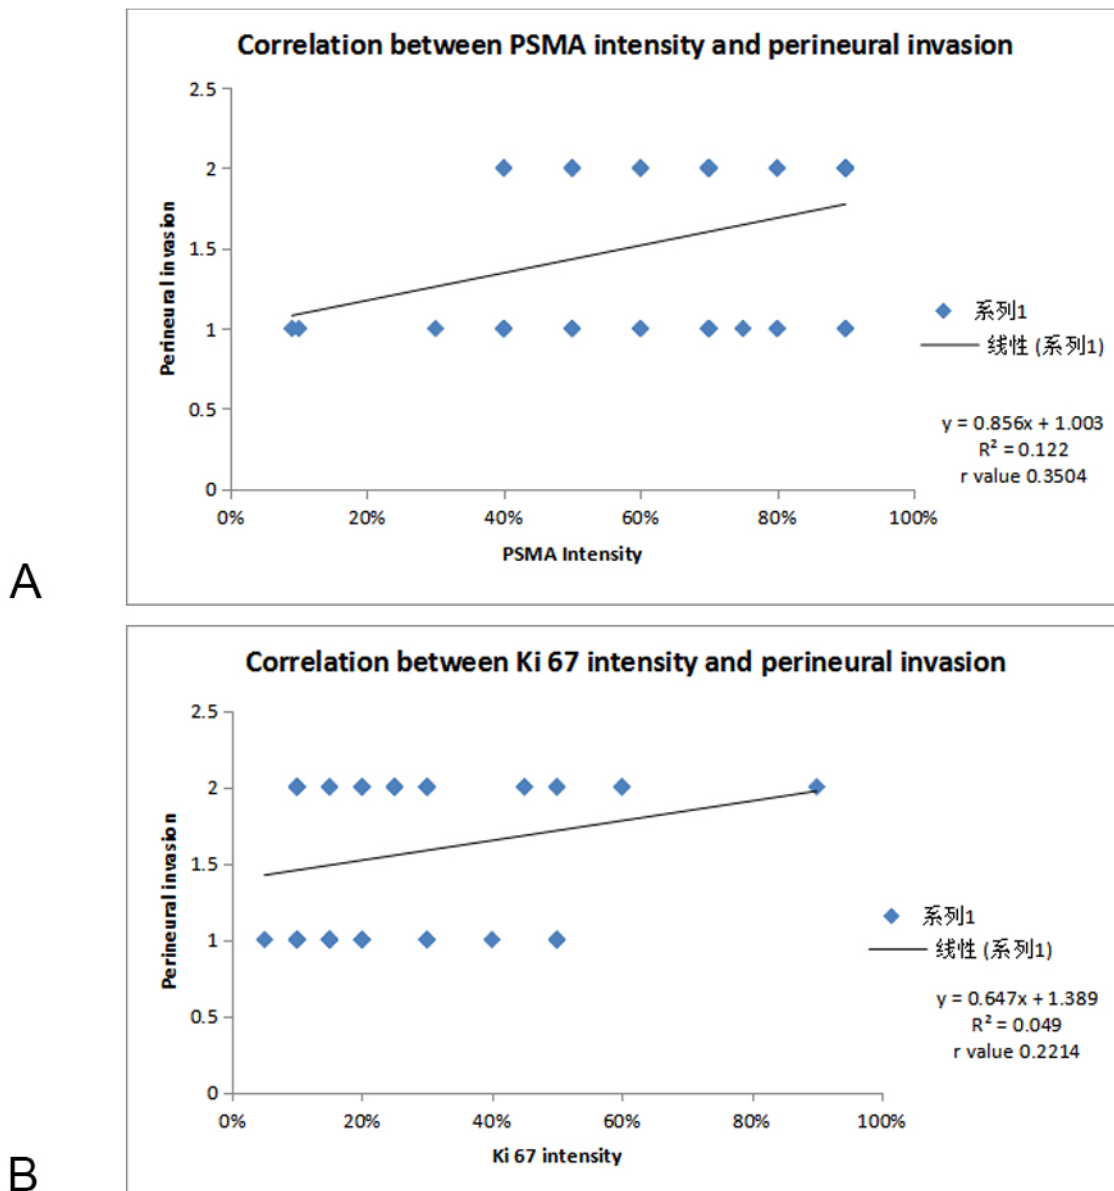 Correlation between PSMA intensity and perineural invasion
2.5
2
1.5
1
0.5
0
Perineural invasion
0%
20%
40%
60%
80%
100%
PSMA Intensity
系列1
线性 (系列1)
y = 0.856x + 1.003
R² = 0.122
r value 0.3504
A
Correlation between Ki 67 intensity and perineural invasion
2.5
2
1.5
1
0.5
0
Perineural invasion
0%
20%
40%
60%
80%
100%
Ki 67 intensity
系列1
线性 (系列1)
y = 0.647x + 1.389
R² = 0.049
r value 0.2214
B